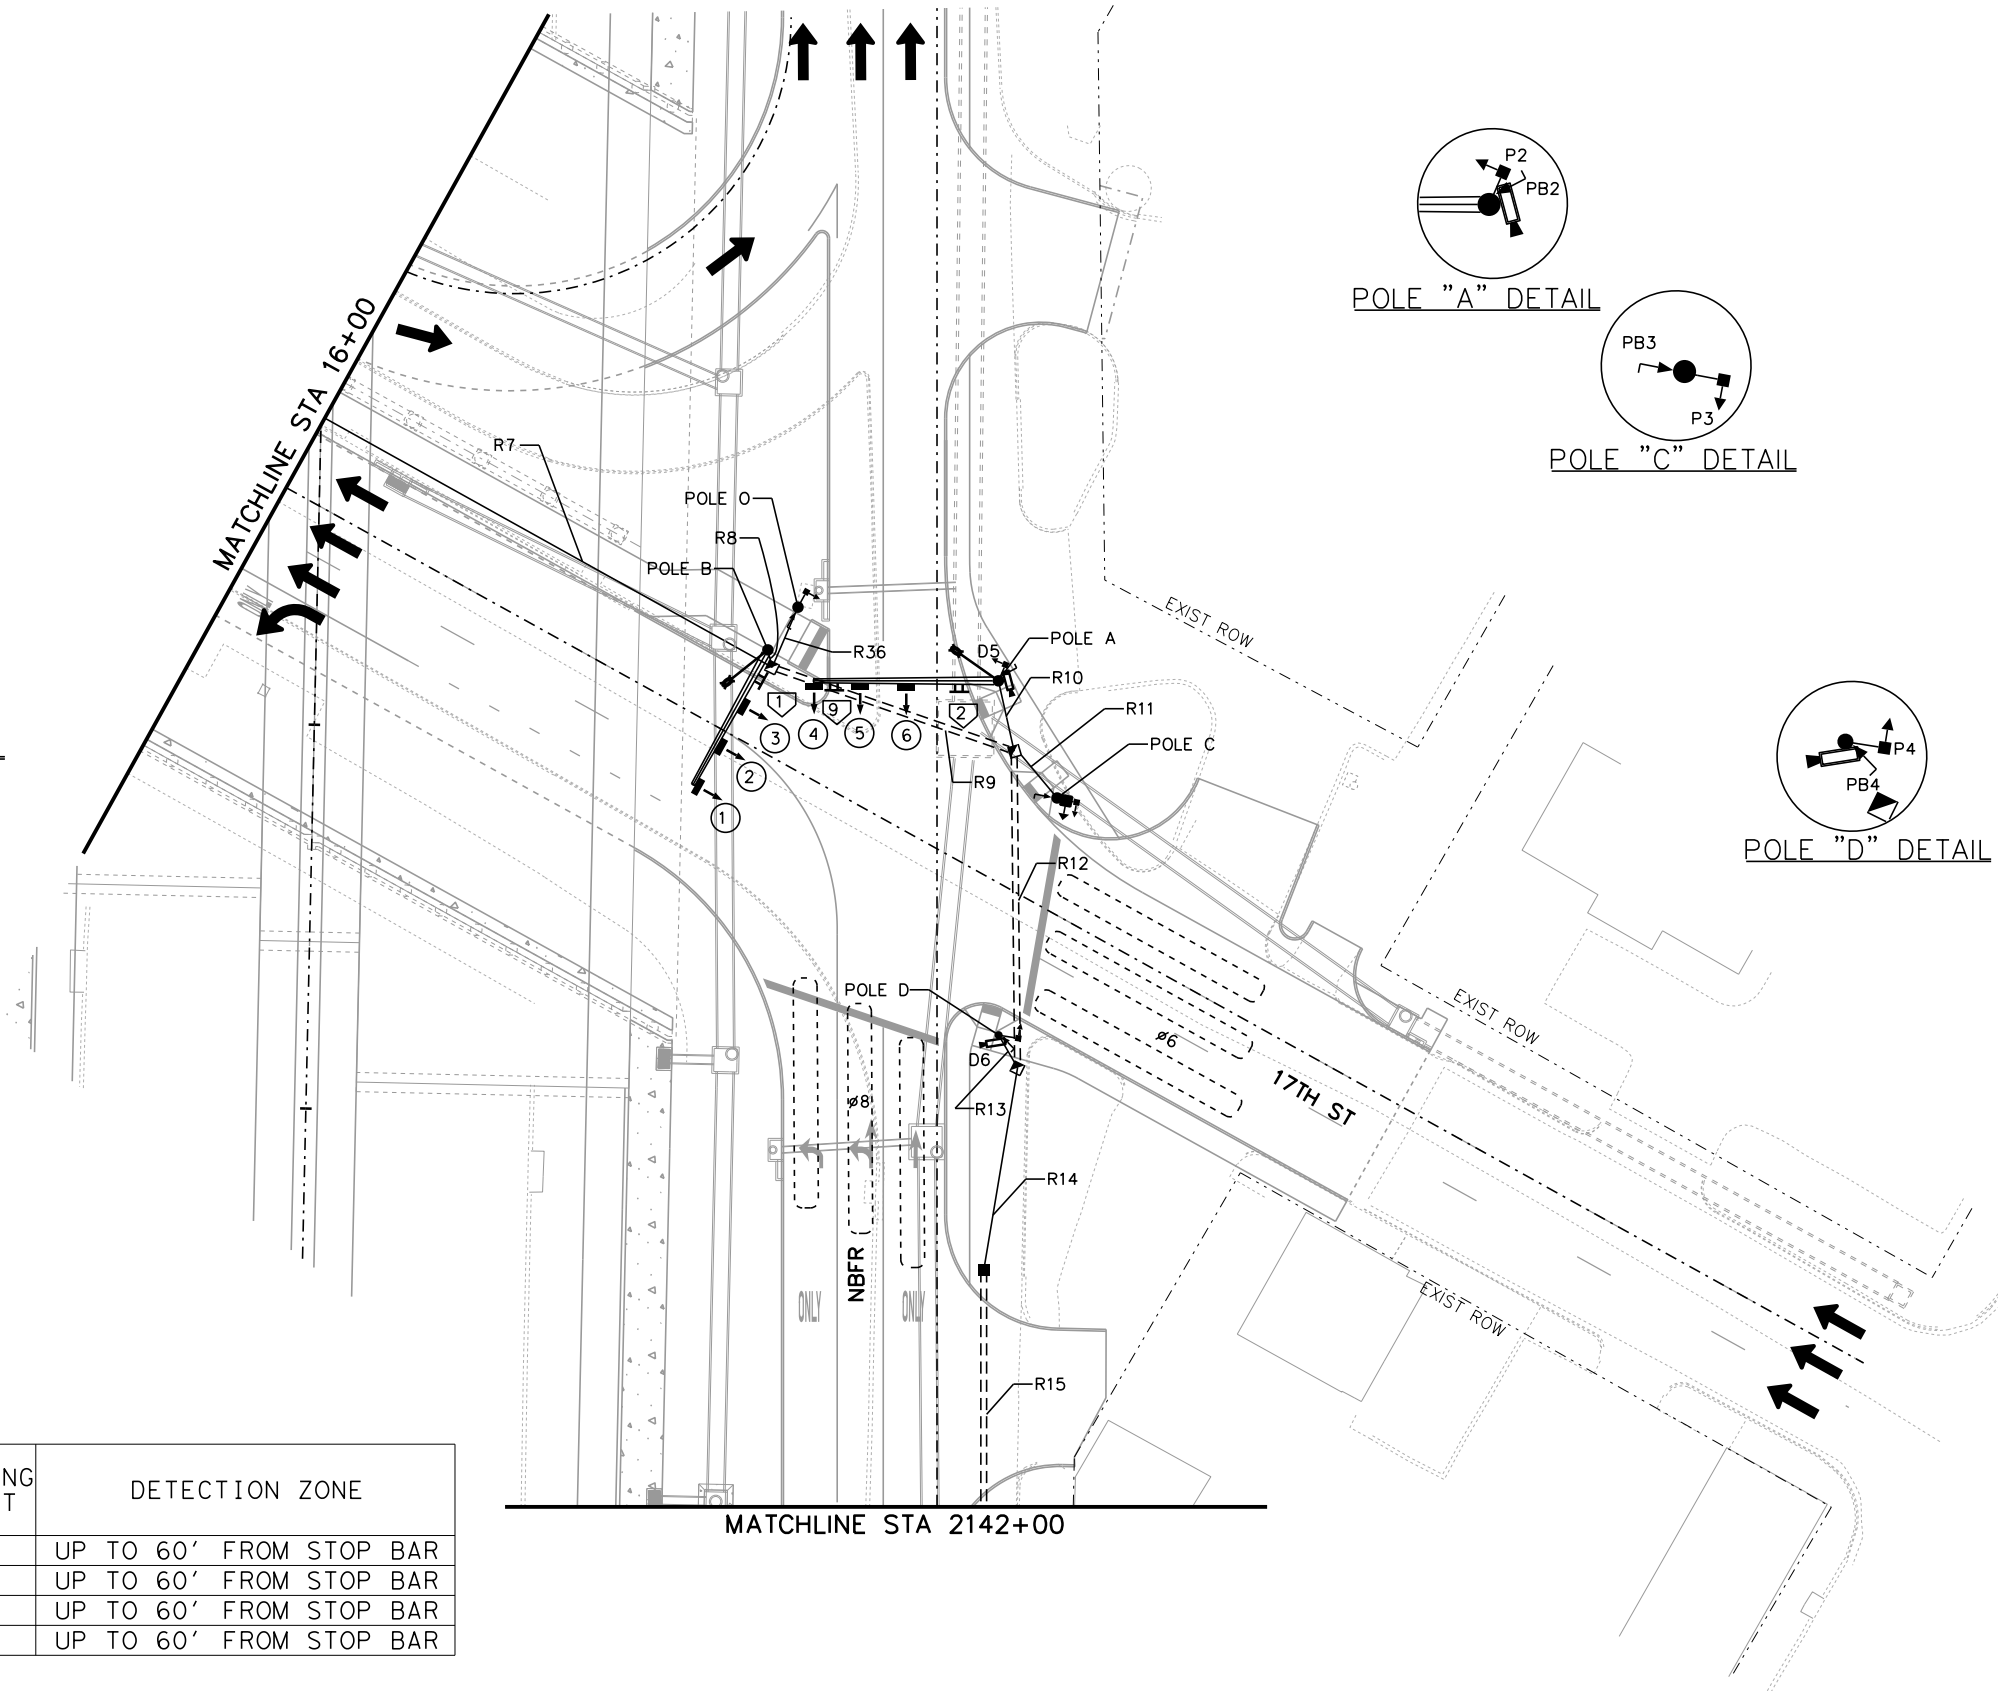 P2
PB2
POLE "A" DETAIL
PB3
P3
POLE "C" DETAIL
MATCHLINE STA 16+00
R7
POLE O
R8
POLE B
R36
D5
POLE A
R10
R11
POLE C
R9
1
9
2
3
4
5
6
2
1
EXIST ROW
R12
POLE D
D6
R13
ø8
ø6
17TH ST
EXIST ROW
P4
PB4
POLE "D" DETAIL
R14
NBFR
ONLY
ONLY
EXIST ROW
R15
MATCHLINE STA 2142+00
NG
T
DETECTION ZONE
UP TO 60' FROM STOP BAR
UP TO 60' FROM STOP BAR
UP TO 60' FROM STOP BAR
UP TO 60' FROM STOP BAR